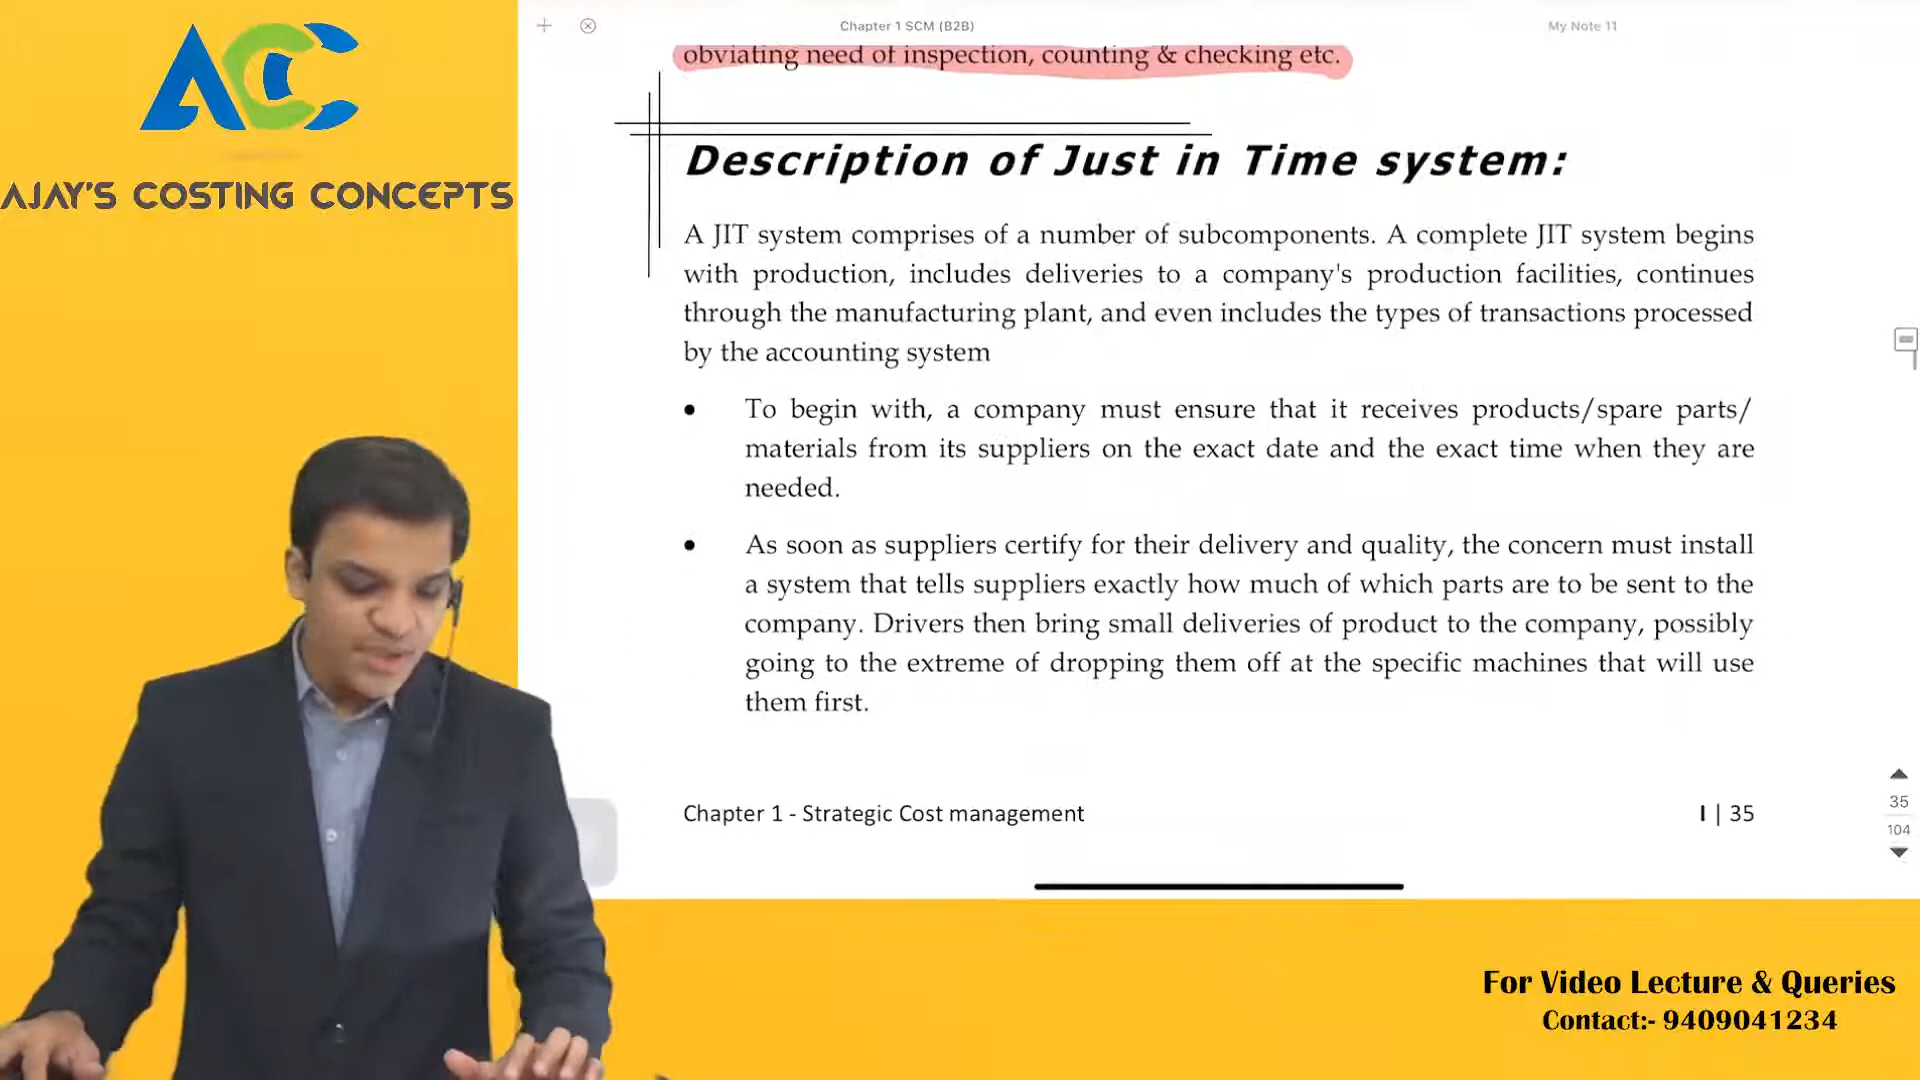 ACC
AJAY'S COSTING CONCEPTS
Chapter 1 SCM (B2B)
My Note 11
obviating need of inspection, counting & checking etc.
Description of Just in Time system:
A JIT system comprises of a number of subcomponents. A complete JIT system begins
with production, includes deliveries to a company's production facilities, continues
through the manufacturing plant, and even includes the types of transactions processed
by the accounting system
• To begin with, a company must ensure that it receives products/spare parts/
materials from its suppliers on the exact date and the exact time when they are
needed.
• As soon as suppliers certify for their delivery and quality, the concern must install
a system that tells suppliers exactly how much of which parts are to be sent to the
company. Drivers then bring small deliveries of product to the company, possibly
going to the extreme of dropping them off at the specific machines that will use
them first.
Chapter 1 - Strategic Cost management
I | 35
35
104
For Video Lecture & Queries
Contact:- 9409041234